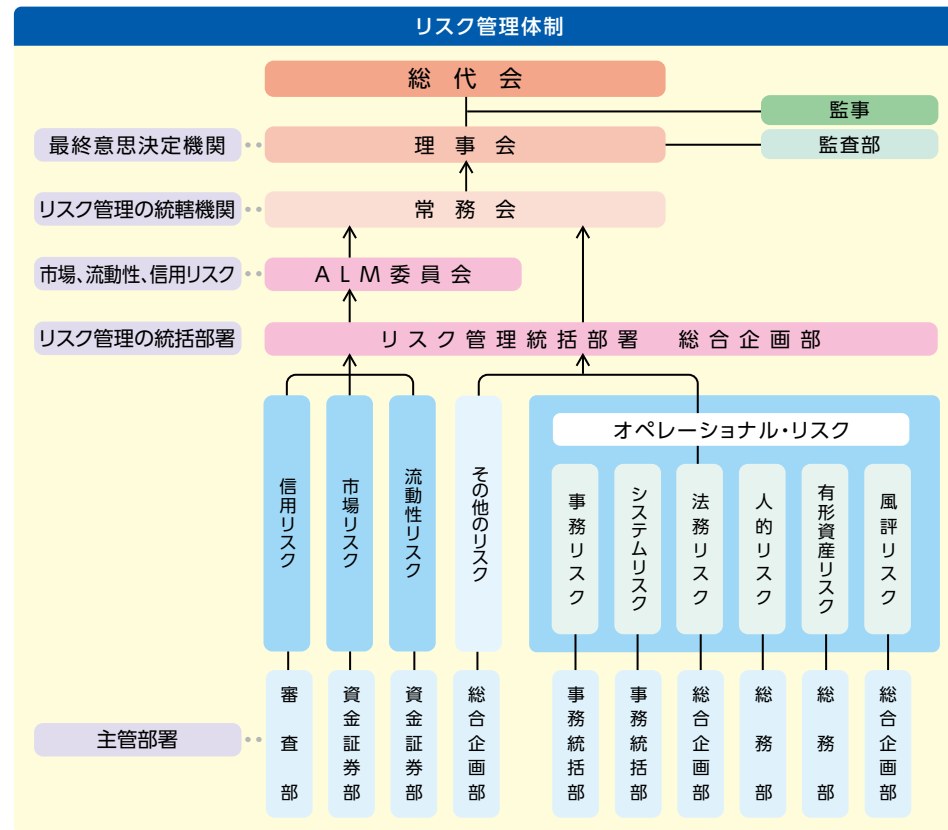 リスク管理体制
総代会
監事
最終意思決定機関
理事会
監査部
リスク管理の統轄機関
常務会
市場、流動性、信用リスク
ALM委員会
リスク管理の統括部署
リスク管理統括部署 総合企画部
オペレーショナル・リスク
信用リスク
市場リスク
流動性リスク
その他のリスク
事務リスク
システムリスク
法務リスク
人的リスク
有形資産リスク
風評リスク
主管部署
審査部
資金証券部
資金証券部
総合企画部
事務統括部
事務統括部
総合企画部
総務部
総務部
総合企画部